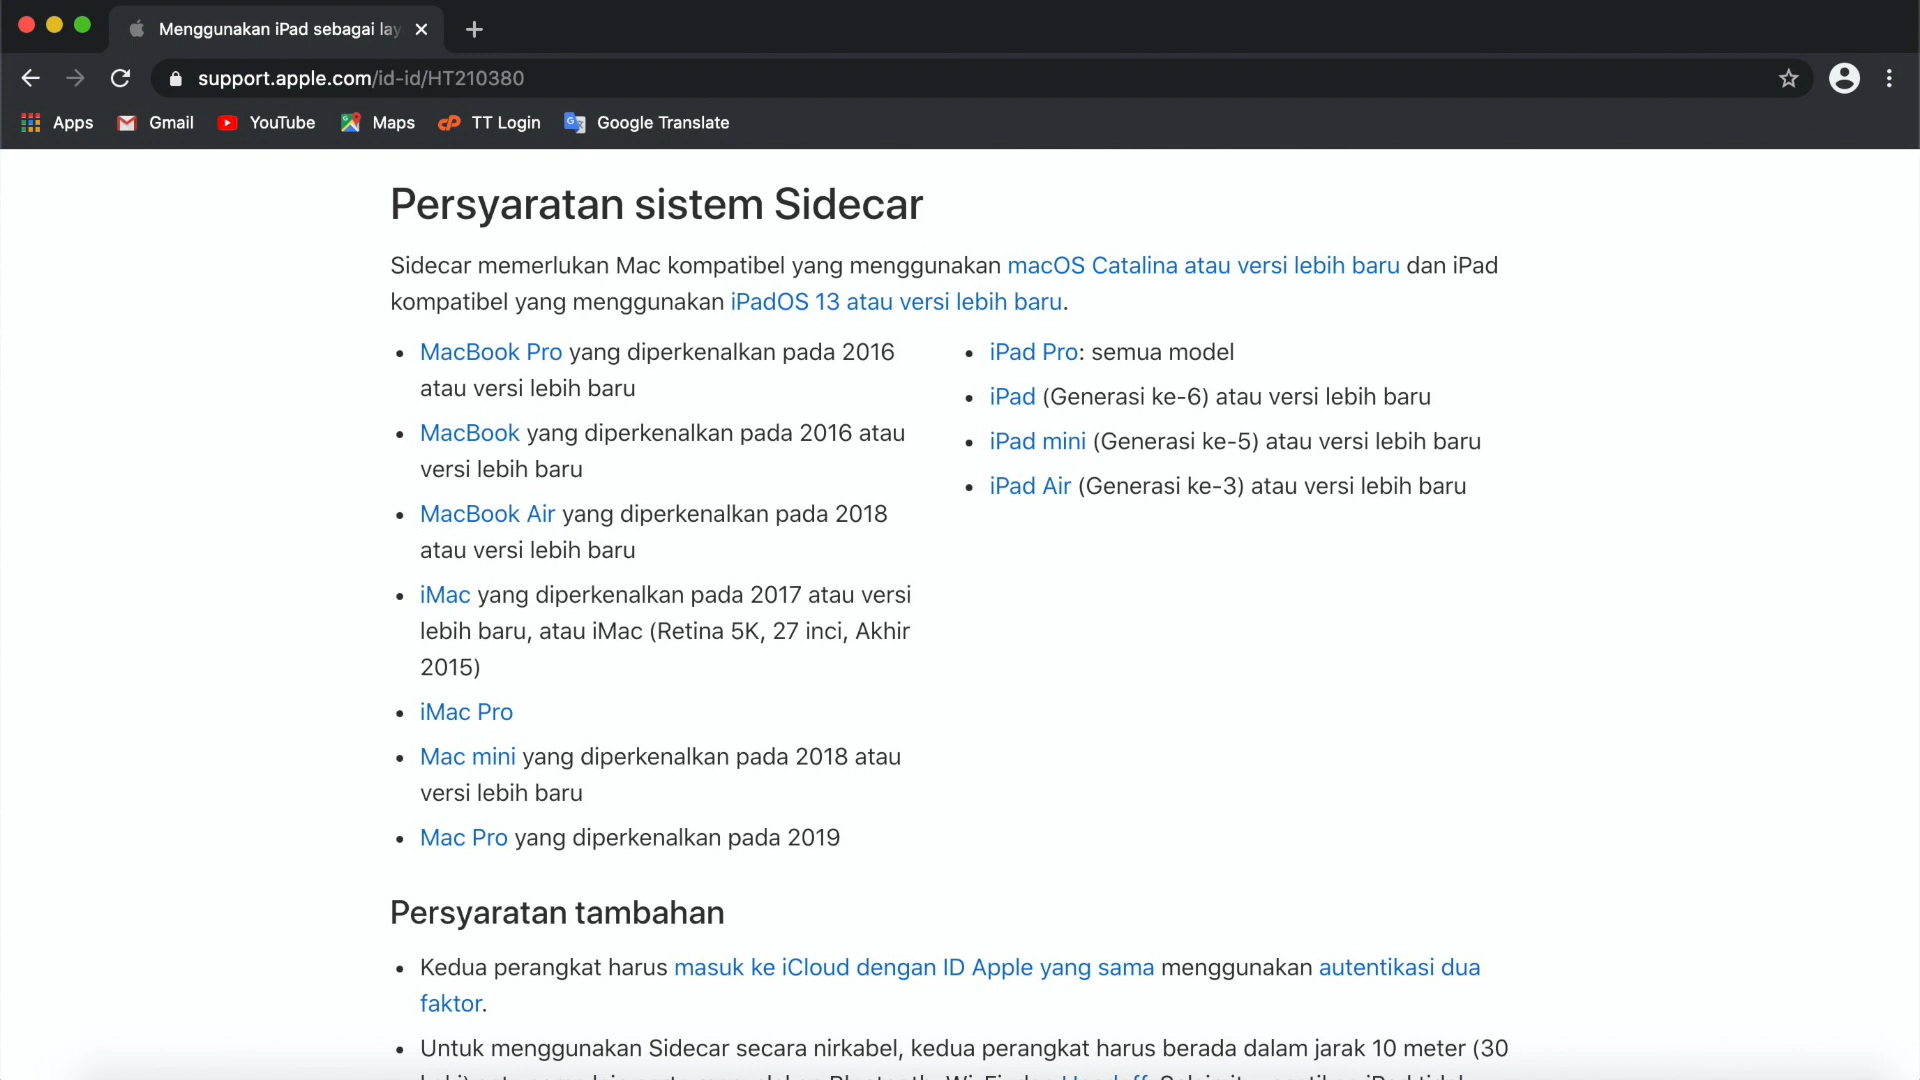 Menggunakan iPad sebagai lay
support.apple.com/id-id/HT210380
Apps Gmail YouTube Maps TT Login Google Translate
Persyaratan sistem Sidecar
Sidecar memerlukan Mac kompatibel yang menggunakan macOS Catalina atau versi lebih baru dan iPad
kompatibel yang menggunakan iPadOS 13 atau versi lebih baru.
• MacBook Pro yang diperkenalkan pada 2016
atau versi lebih baru
• MacBook yang diperkenalkan pada 2016 atau
versi lebih baru
• MacBook Air yang diperkenalkan pada 2018
atau versi lebih baru
• iMac yang diperkenalkan pada 2017 atau versi
lebih baru, atau iMac (Retina 5K, 27 inci, Akhir
2015)
• iMac Pro
• Mac mini yang diperkenalkan pada 2018 atau
versi lebih baru
• Mac Pro yang diperkenalkan pada 2019
• iPad Pro: semua model
• iPad (Generasi ke-6) atau versi lebih baru
• iPad mini (Generasi ke-5) atau versi lebih baru
• iPad Air (Generasi ke-3) atau versi lebih baru
Persyaratan tambahan
• Kedua perangkat harus masuk ke iCloud dengan ID Apple yang sama menggunakan autentikasi dua
faktor.
• Untuk menggunakan Sidecar secara nirkabel, kedua perangkat harus berada dalam jarak 10 meter (30